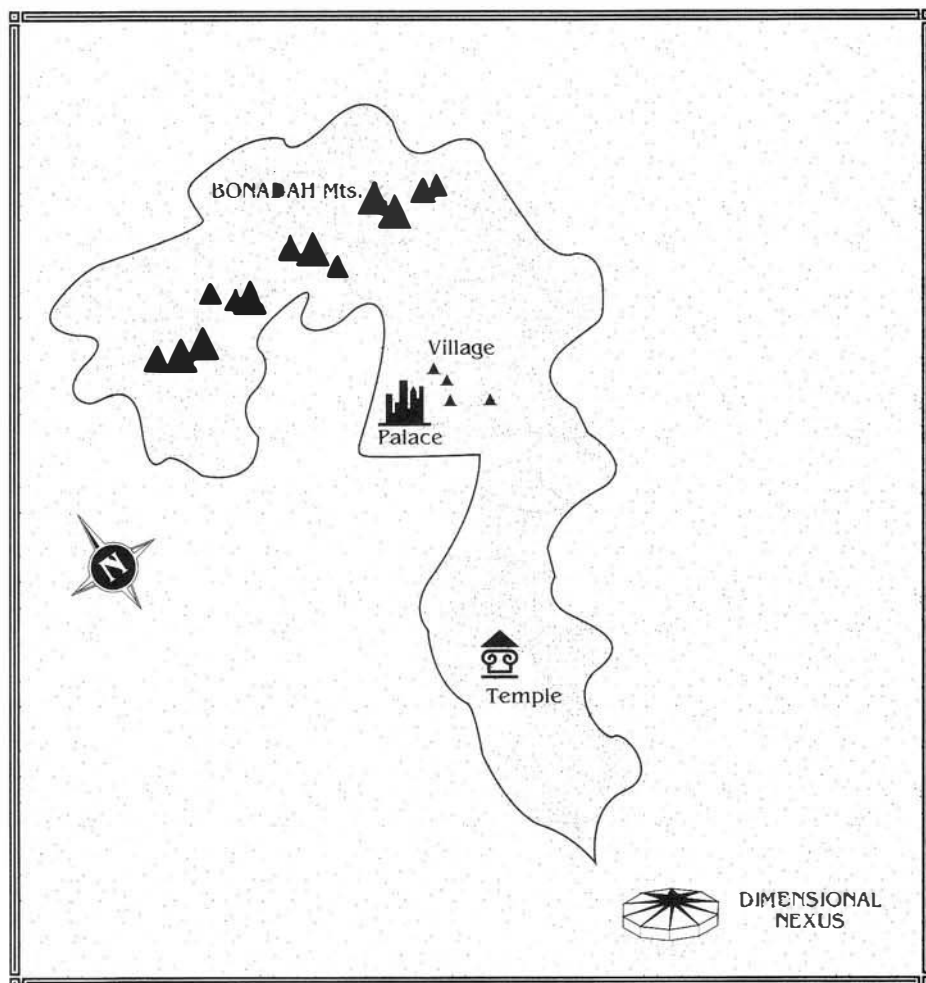 BONADAH Mts.
Village
Palace
N
Temple
DIMENSIONAL
NEXUS